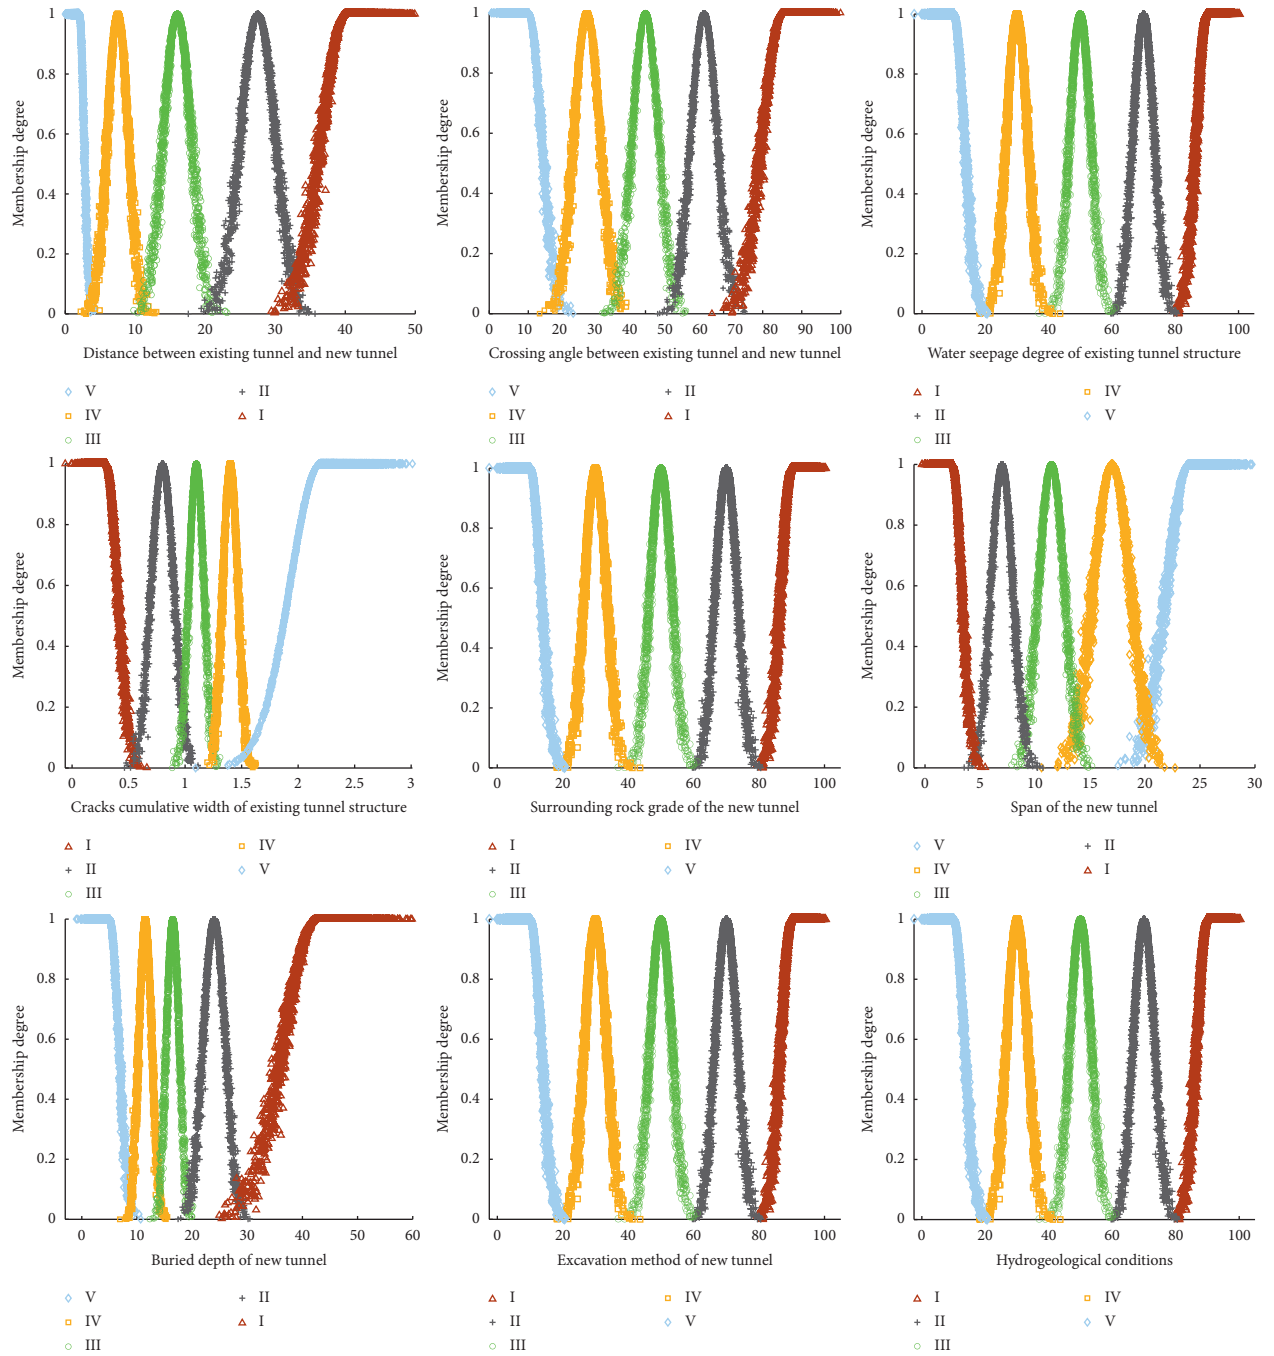 Membership degree
1
0.8
0.6
0.4
0.2
0
0 10 20 30 40 50
Distance between existing tunnel and new tunnel
V II
IV I
III
Membership degree
1
0.8
0.6
0.4
0.2
0
0 10 20 30 40 50 60 70 80 90 100
Crossing angle between existing tunnel and new tunnel
V II
IV I
III
Membership degree
1
0.8
0.6
0.4
0.2
0
0 20 40 60 80 100
Water seepage degree of existing tunnel structure
I IV
II V
III
Membership degree
1
0.8
0.6
0.4
0.2
0
0 0.5 1 1.5 2 2.5 3
Cracks cumulative width of existing tunnel structure
I IV
II V
III
Membership degree
1
0.8
0.6
0.4
0.2
0
0 20 40 60 80 100
Surrounding rock grade of the new tunnel
I IV
II V
III
Membership degree
1
0.8
0.6
0.4
0.2
0
0 5 10 15 20 25 30
Span of the new tunnel
V II
IV I
III
Membership degree
1
0.8
0.6
0.4
0.2
0
0 10 20 30 40 50 60
Buried depth of new tunnel
V II
IV I
III
Membership degree
1
0.8
0.6
0.4
0.2
0
0 20 40 60 80 100
Excavation method of new tunnel
I IV
II V
III
Membership degree
1
0.8
0.6
0.4
0.2
0
0 20 40 60 80 100
Hydrogeological conditions
I IV
II V
III